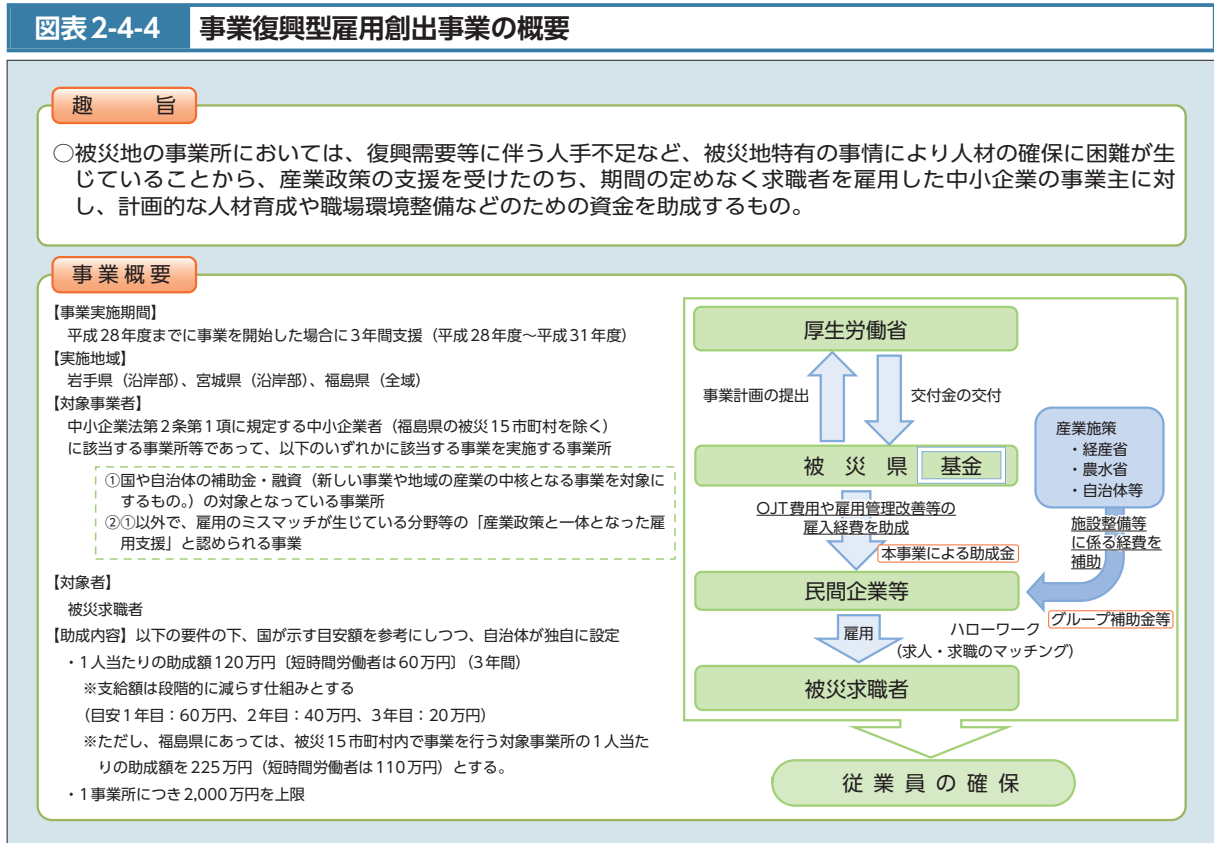 図表2-4-4 事業復興型雇用創出事業の概要
趣旨
○被災地の事業所においては、復興需要等に伴う人手不足など、被災地特有の事情により人材の確保に困難が生
じていることから、産業政策の支援を受けたのち、期間の定めなく求職者を雇用した中小企業の事業主に対
し、計画的な人材育成や職場環境整備などのための資金を助成するもの。
事業概要
【事業実施期間】
平成28年度までに事業を開始した場合に3年間支援（平成28年度～平成31年度）
【実施地域】
岩手県（沿岸部）、宮城県（沿岸部）、福島県（全域）
【対象事業者】
中小企業法第2条第1項に規定する中小企業者（福島県の被災15市町村を除く）
に該当する事業所等であって、以下のいずれかに該当する事業を実施する事業所
①国や自治体の補助金・融資（新しい事業や地域の産業の中核となる事業を対象に
するもの。）の対象となっている事業所
②①以外で、雇用のミスマッチが生じている分野等の「産業政策と一体となった雇
用支援」と認められる事業
【対象者】
被災求職者
【助成内容】以下の要件の下、国が示す目安額を参考にしつつ、自治体が独自に設定
・1人当たりの助成額120万円〔短時間労働者は60万円〕（3年間）
※支給額は段階的に減らす仕組みとする
（目安1年目：60万円、2年目：40万円、3年目：20万円）
※ただし、福島県にあっては、被災15市町村内で事業を行う対象事業所の1人当た
りの助成額を225万円（短時間労働者は110万円）とする。
・1事業所につき2,000万円を上限
厚生労働省
事業計画の提出
交付金の交付
被災県 基金
OJT費用や雇用管理改善等の
雇入経費を助成
本事業による助成金
産業施策
・経産省
・農水省
・自治体等
施設整備等
に係る経費を
補助
グループ補助金等
民間企業等
雇用
ハローワーク
（求人・求職のマッチング）
被災求職者
従業員の確保